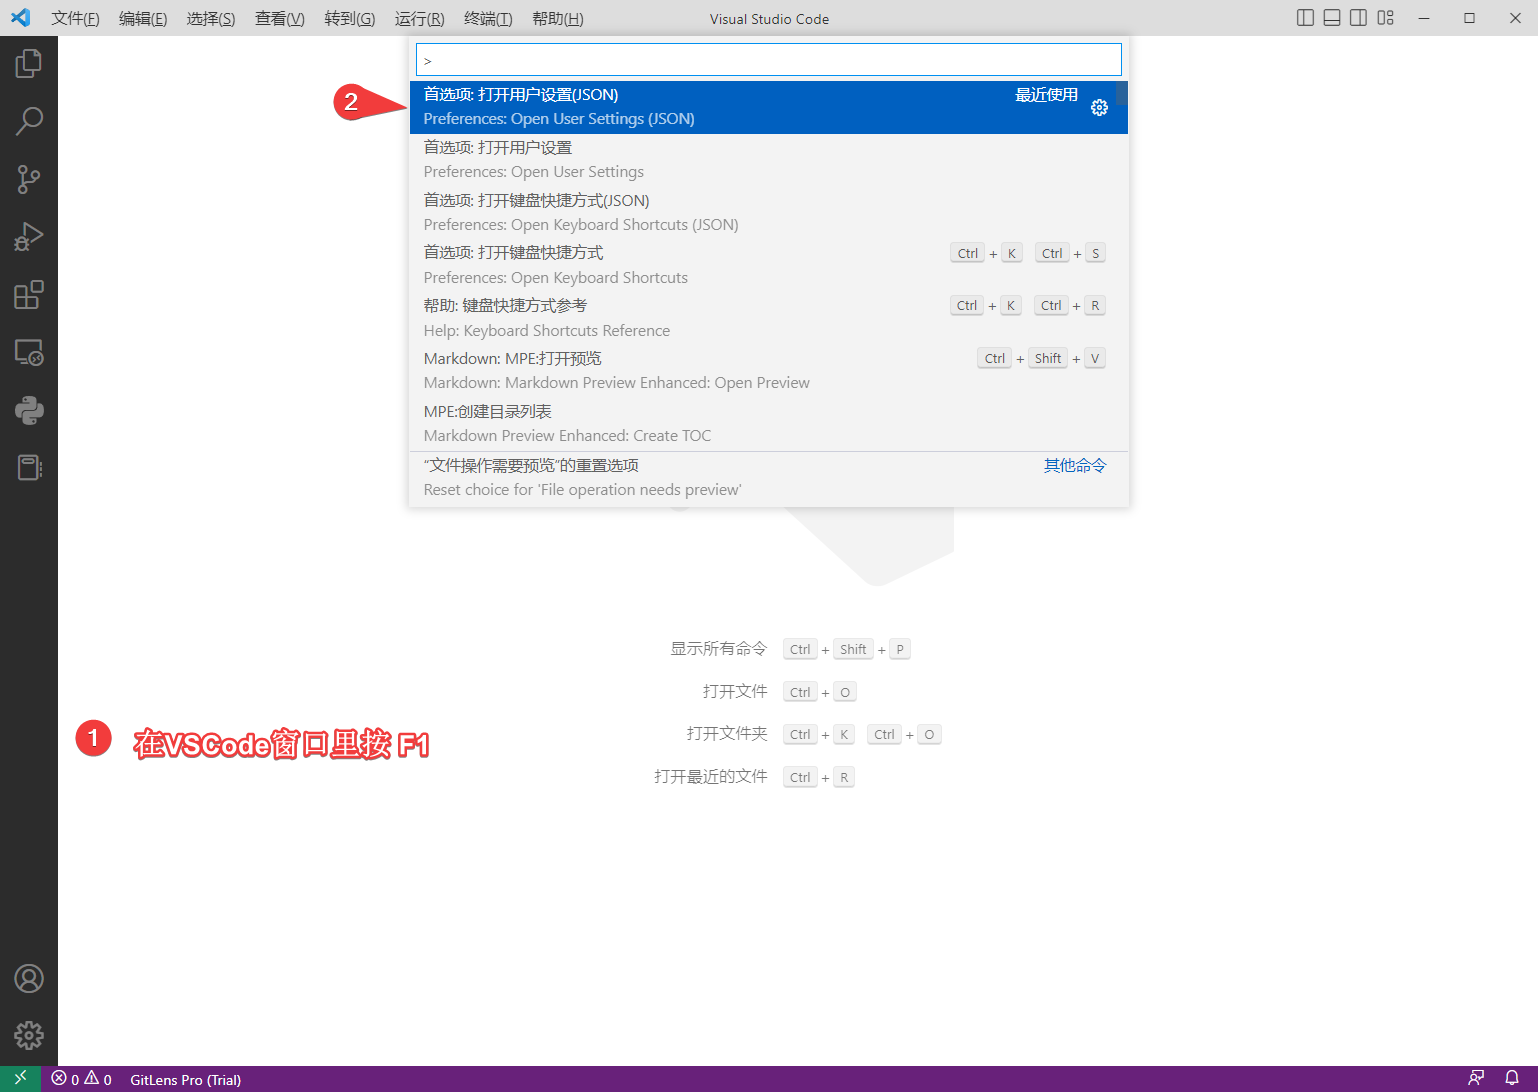 文件(F) 编辑(E) 选择(S) 查看(V) 转到(G) 运行(R) 终端(T) 帮助(H) Visual Studio Code
>
2
首选项: 打开用户设置(JSON) 最近使用
Preferences: Open User Settings (JSON)
首选项: 打开用户设置
Preferences: Open User Settings
首选项: 打开键盘快捷方式(JSON)
Preferences: Open Keyboard Shortcuts (JSON)
首选项: 打开键盘快捷方式 Ctrl + K Ctrl + S
Preferences: Open Keyboard Shortcuts
帮助: 键盘快捷方式参考 Ctrl + K Ctrl + R
Help: Keyboard Shortcuts Reference
Markdown: MPE:打开预览 Ctrl + Shift + V
Markdown: Markdown Preview Enhanced: Open Preview
MPE:创建目录列表
Markdown Preview Enhanced: Create TOC
“文件操作需要预览”的重置选项 其他命令
Reset choice for 'File operation needs preview'
显示所有命令 Ctrl + Shift + P
打开文件 Ctrl + O
打开文件夹 Ctrl + K Ctrl + O
1 在VSCode窗口里按 F1
打开最近的文件 Ctrl + R
0 0 GitLens Pro (Trial)